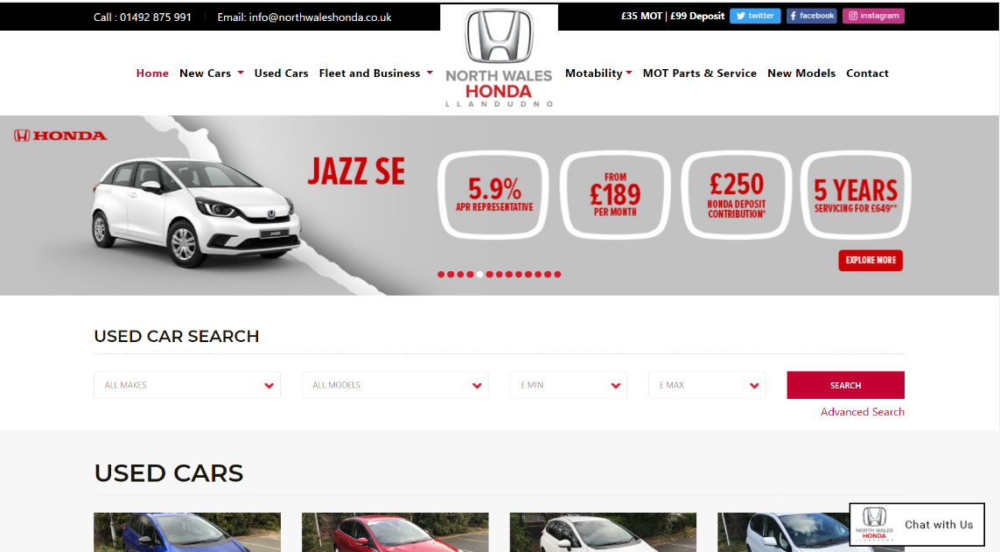 Call : 01492 875 991
Email: info@northwaleshonda.co.uk
£35 MOT | £99 Deposit
twitter
facebook
instagram
Home
New Cars
Used Cars
Fleet and Business
NORTH WALES
HONDA
LLANDUDNO
Motability
MOT Parts & Service
New Models
Contact
HONDA
JAZZ
JAZZ SE
5.9%
APR REPRESENTATIVE
FROM
£189
PER MONTH
£250
HONDA DEPOSIT
CONTRIBUTION*
5 YEARS
SERVICING FOR £649**
EXPLORE MORE
USED CAR SEARCH
ALL MAKES
ALL MODELS
£ MIN
£ MAX
SEARCH
Advanced Search
USED CARS
NORTH WALES
HONDA
LLANDUDNO
Chat with Us